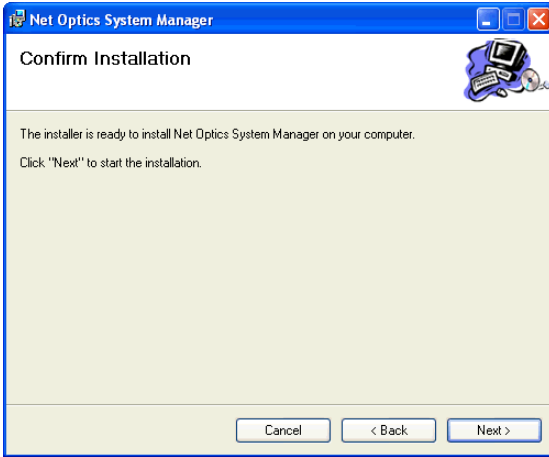 Net Optics System Manager
Confirm Installation
The installer is ready to install Net Optics System Manager on your computer.
Click "Next" to start the installation.
Cancel
< Back
Next >